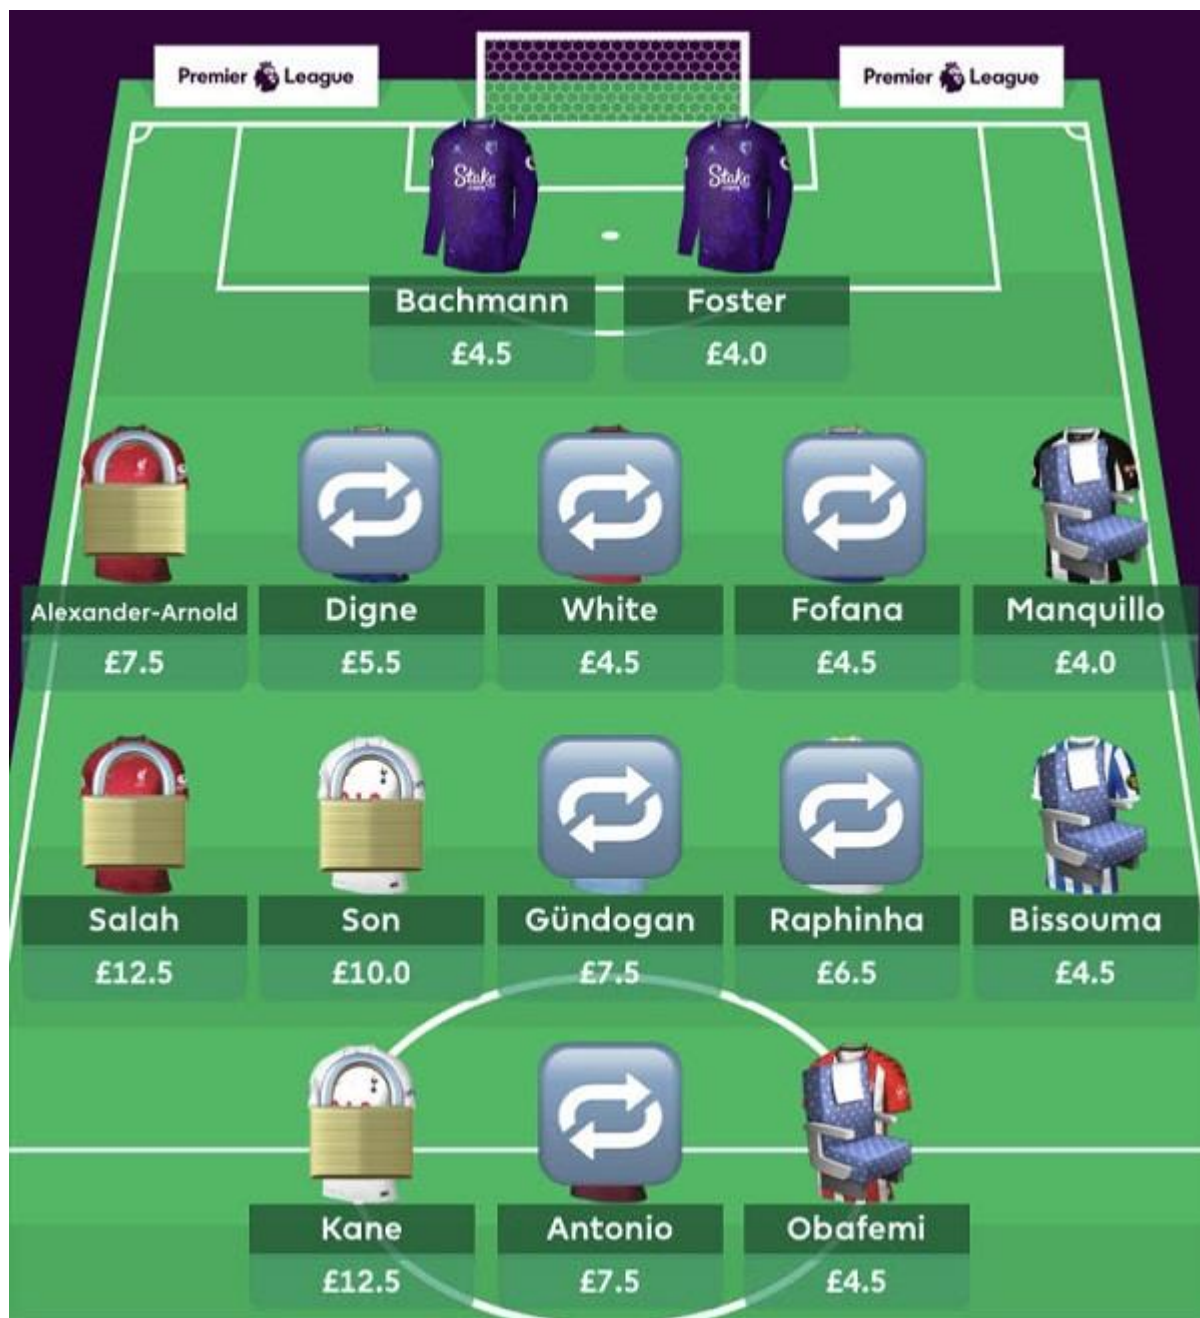 Premier League
Premier League
Stake
Stake
Bachmann
Foster
£4.5
£4.0
Alexander-Arnold
Digne
White
Fofana
Manquillo
£7.5
£5.5
£4.5
£4.5
£4.0
Salah
Son
Gündogan
Raphinha
Bissouma
£12.5
£10.0
£7.5
£6.5
£4.5
Kane
Antonio
Obafemi
£12.5
£7.5
£4.5